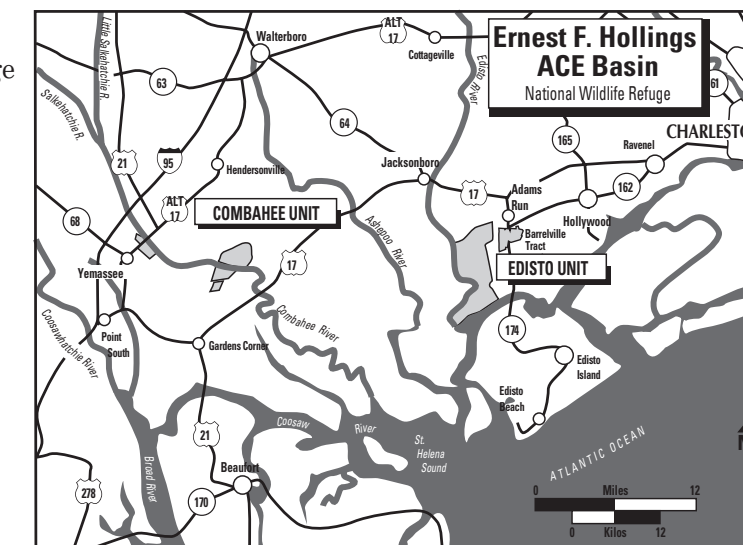 ge
Ernest F. Hollings
ACE Basin
National Wildlife Refuge
ALT
17
Walterboro
Cottageville
Little Salkehatchie R.
Edisto River
61
63
Salkehatchie R.
64
165
CHARLESTO
Ravenel
21
95
Jacksonboro
Hendersonville
17
Adams
Run
162
ALT
17
COMBAHEE UNIT
68
Ashepoo River
Hollywood
Barrelville
Tract
17
EDISTO UNIT
Yemassee
Combahee River
Coosawhatchie River
Point
South
Gardens Corner
174
Edisto
Island
Edisto
Beach
Coosaw
River
St.
Helena
Sound
21
Broad River
ATLANTIC OCEAN
Beaufort
278
170
0 Miles 12
0 Kilos 12